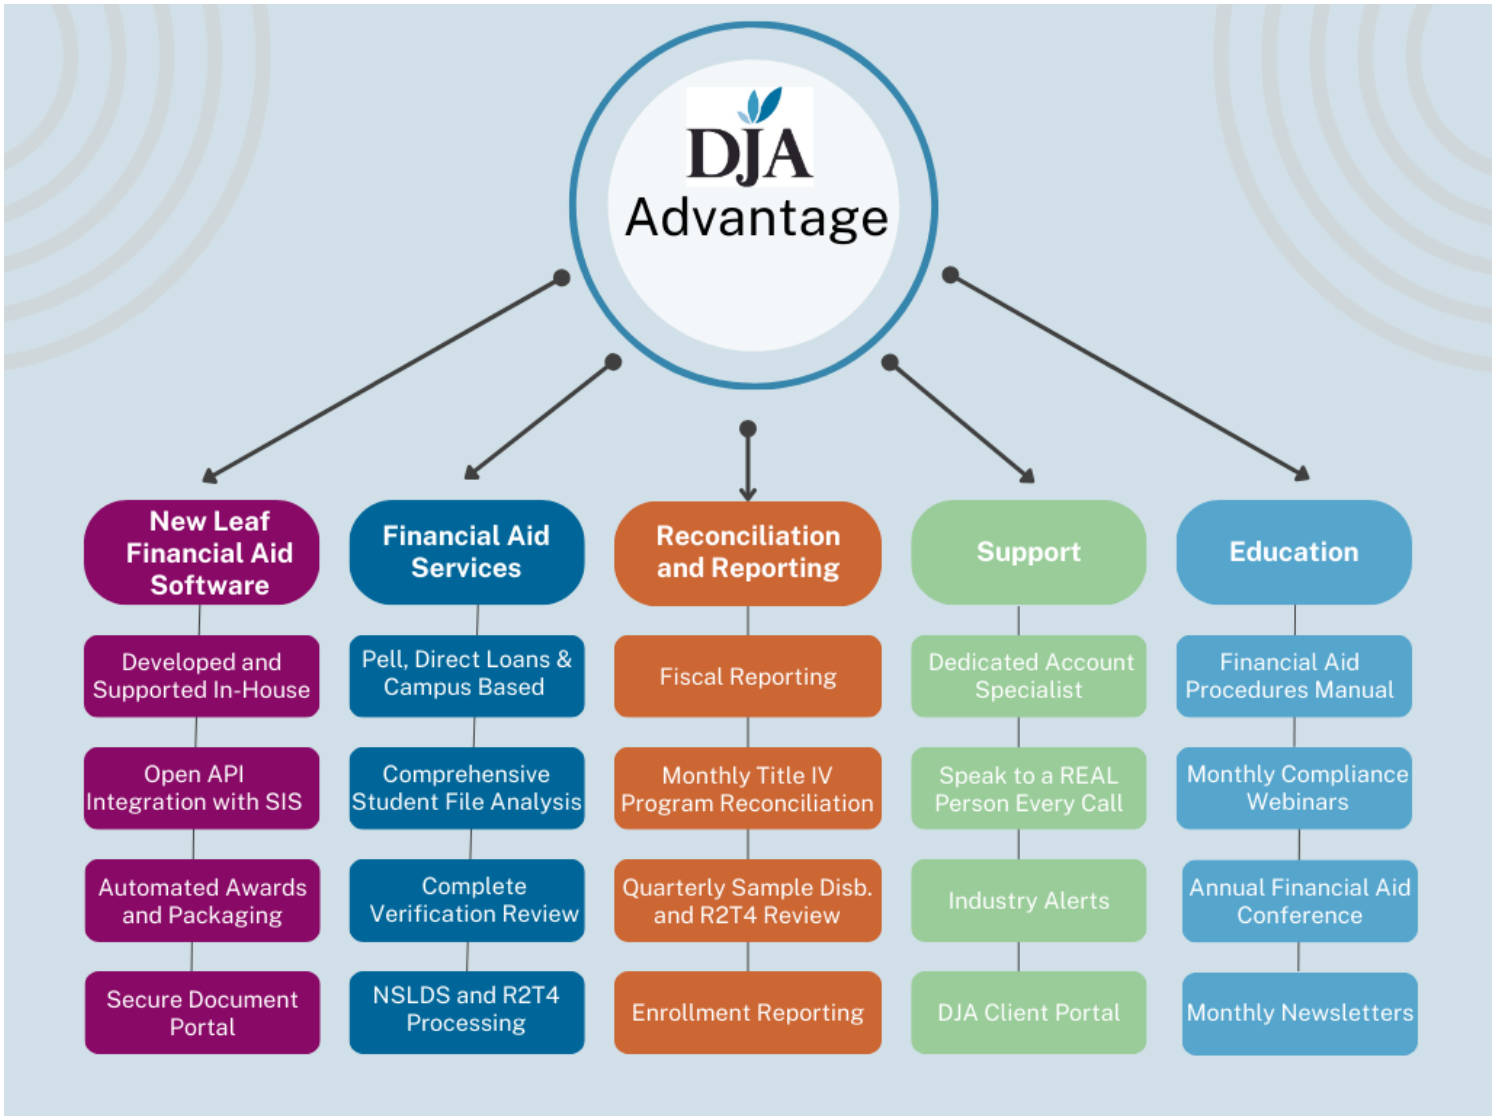 DJA
Advantage
New Leaf
Financial Aid
Software
Developed and
Supported In-House
Open API
Integration with SIS
Automated Awards
and Packaging
Secure Document
Portal
Financial Aid
Services
Pell, Direct Loans &
Campus Based
Comprehensive
Student File Analysis
Complete
Verification Review
NSLDS and R2T4
Processing
Reconciliation
and Reporting
Fiscal Reporting
Monthly Title IV
Program Reconciliation
Quarterly Sample Disb.
and R2T4 Review
Enrollment Reporting
Support
Dedicated Account
Specialist
Speak to a REAL
Person Every Call
Industry Alerts
DJA Client Portal
Education
Financial Aid
Procedures Manual
Monthly Compliance
Webinars
Annual Financial Aid
Conference
Monthly Newsletters